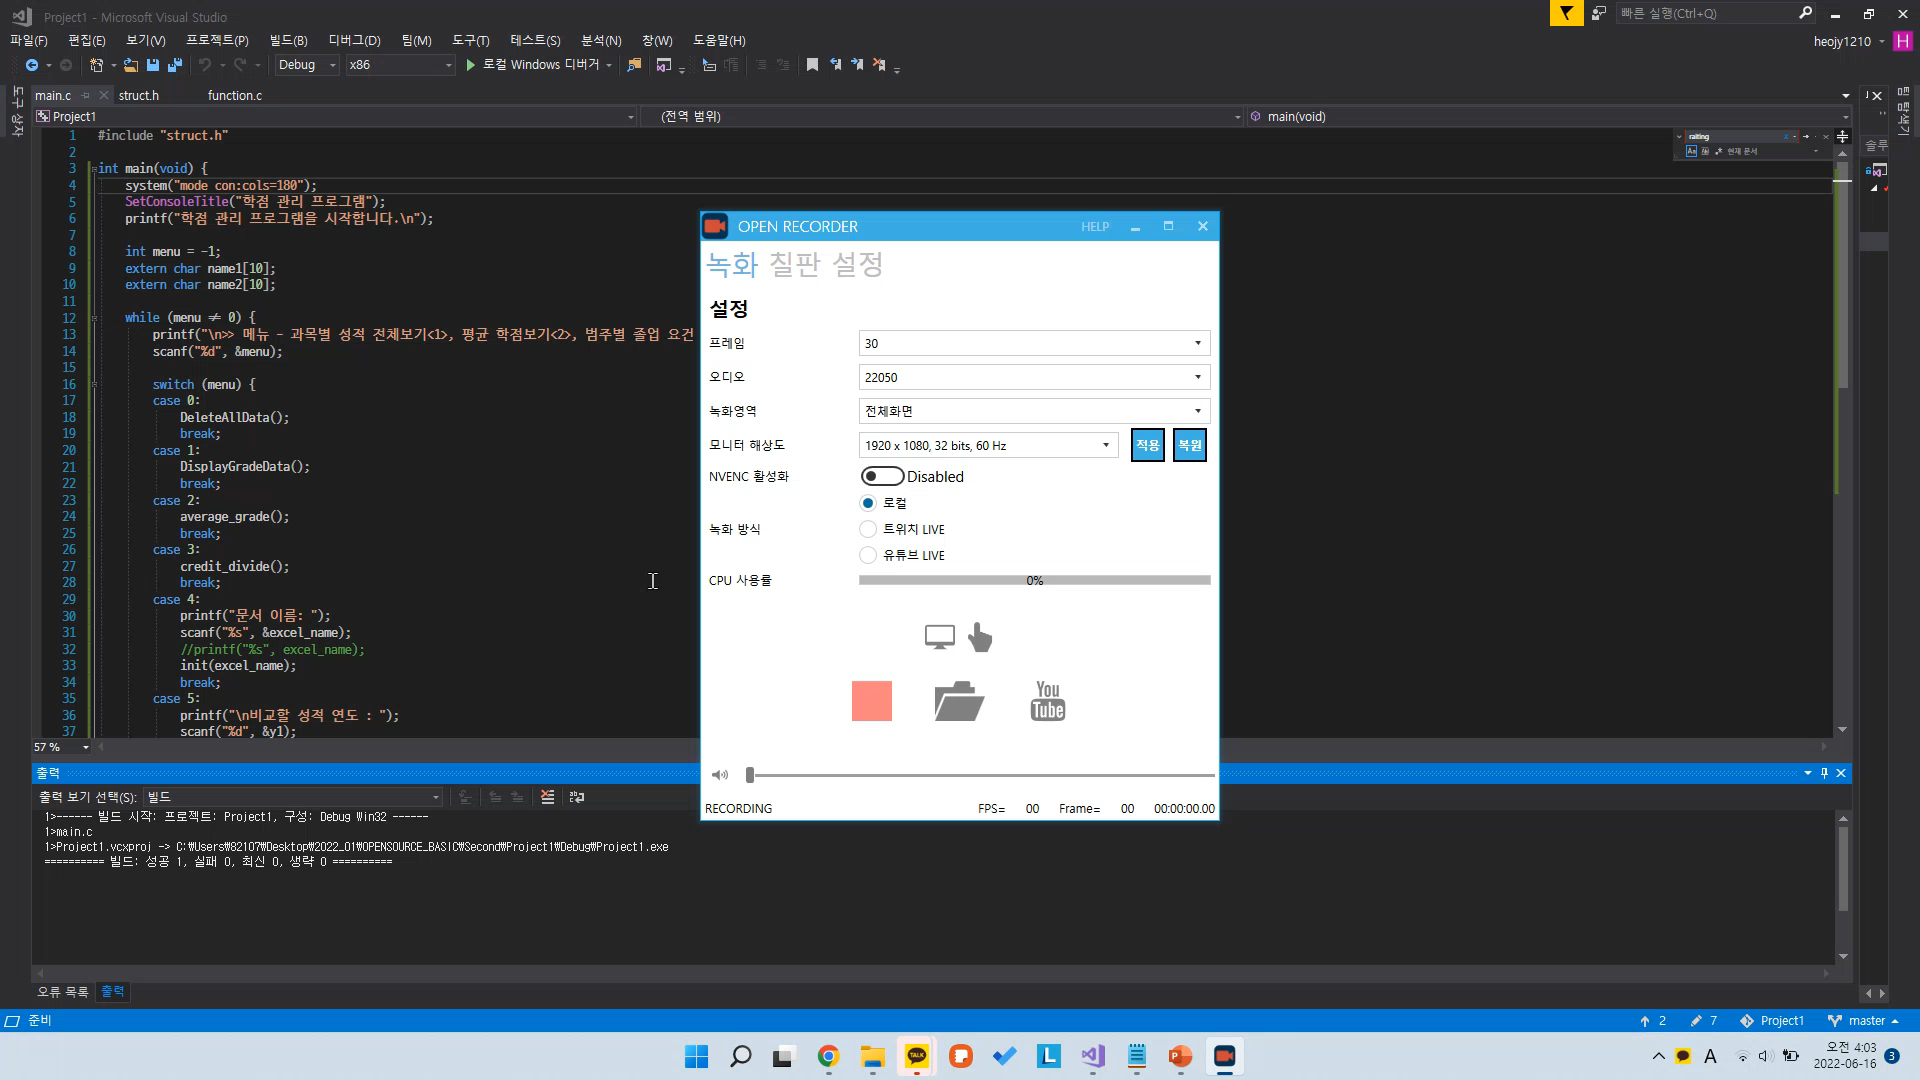 Project1 - Microsoft Visual Studio
빠른 실행(Ctrl+Q)
파일(F) 편집(E) 보기(V) 프로젝트(P) 빌드(B) 디버그(D) 팀(M) 도구(T) 테스트(S) 분석(N) 창(W) 도움말(H)
heojy1210 H
Debug x86 로컬 Windows 디버거
main.c struct.h function.c
도구 상자
팀 탐색기
솔루
Project1 (전역 범위) main(void)
raiting
현재 문서
1 #include "struct.h"
2
3 int main(void) {
4 system("mode con:cols=180");
5 SetConsoleTitle("학점 관리 프로그램");
6 printf("학점 관리 프로그램을 시작합니다.\n");
7
8 int menu = -1;
9 extern char name1[10];
10 extern char name2[10];
11
12 while (menu ≠ 0) {
13 printf("\n>> 메뉴 - 과목별 성적 전체보기<1>, 평균 학점보기<2>, 범주별 졸업 요건
14 scanf("%d", &menu);
15
16 switch (menu) {
17 case 0:
18 DeleteAllData();
19 break;
20 case 1:
21 DisplayGradeData();
22 break;
23 case 2:
24 average_grade();
25 break;
26 case 3:
27 credit_divide();
28 break;
29 case 4:
30 printf("문서 이름: ");
31 scanf("%s", &excel_name);
32 //printf("%s", excel_name);
33 init(excel_name);
34 break;
35 case 5:
36 printf("\n비교할 성적 연도 : ");
37 scanf("%d", &y1);
57 %
OPEN RECORDER HELP
녹화 칠판 설정
설정
프레임 30
오디오 22050
녹화영역 전체화면
모니터 해상도 1920 x 1080, 32 bits, 60 Hz 적용 복원
NVENC 활성화 Disabled
로컬
녹화 방식 트위치 LIVE
유튜브 LIVE
CPU 사용률 0%
You
Tube
RECORDING FPS= 00 Frame= 00 00:00:00.00
출력
출력 보기 선택(S): 빌드
1>------ 빌드 시작: 프로젝트: Project1, 구성: Debug Win32 ------
1>main.c
1>Project1.vcxproj -> C:₩Users₩82107₩Desktop₩2022_01₩OPENSOURCE_BASIC₩Second₩Project1₩Debug₩Project1.exe
========== 빌드: 성공 1, 실패 0, 최신 0, 생략 0 ==========
오류 목록 출력
준비 2 7 Project1 master
TALK L A
오전 4:03
2022-06-16 3